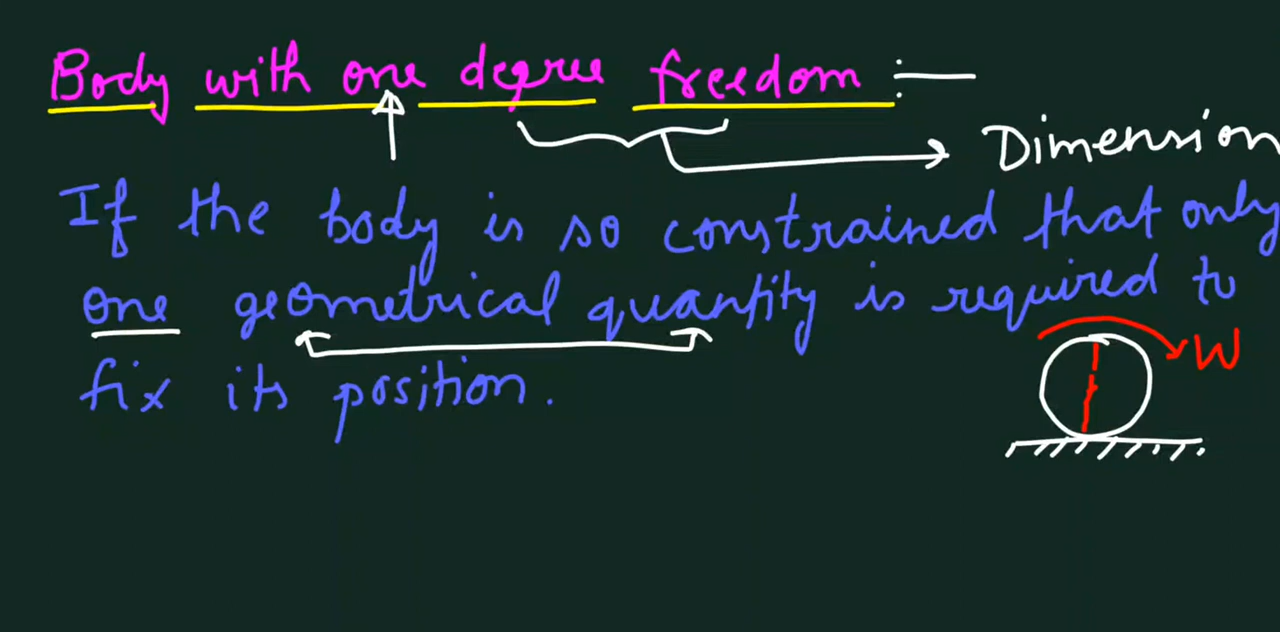 Body with one degree freedom :-
Dimension
If the body is so constrained that only
one geometrical quantity is required to
fix its position.
W